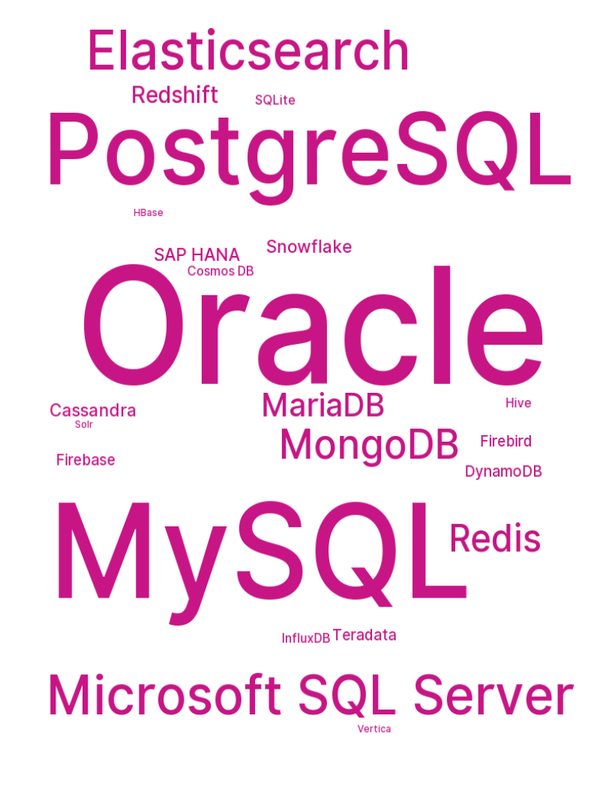 Elasticsearch
Redshift
SQLite
PostgreSQL
HBase
Snowflake
SAP HANA
Cosmos DB
Oracle
MariaDB
Hive
Cassandra
Solr
MongoDB
Firebird
Firebase
DynamoDB
MySQL
Redis
InfluxDB
Teradata
Microsoft SQL Server
Vertica